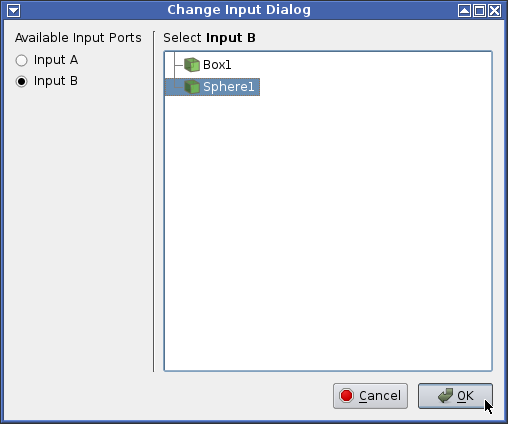 Change Input Dialog
Available Input Ports
Input A
Input B
Select Input B
Box1
Sphere1
Cancel
OK